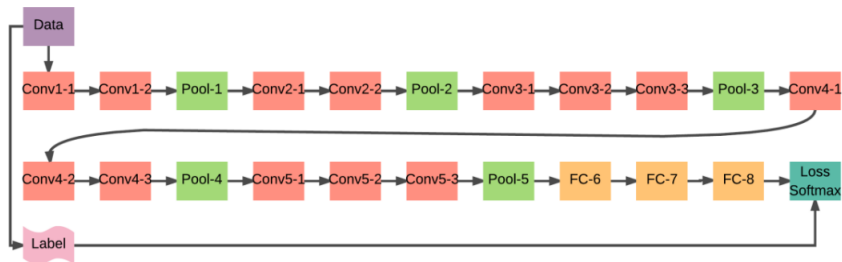 Data
Conv1-1 Conv1-2 Pool-1 Conv2-1 Conv2-2 Pool-2 Conv3-1 Conv3-2 Conv3-3 Pool-3 Conv4-1
Conv4-2 Conv4-3 Pool-4 Conv5-1 Conv5-2 Conv5-3 Pool-5 FC-6 FC-7 FC-8 Loss
Softmax
Label